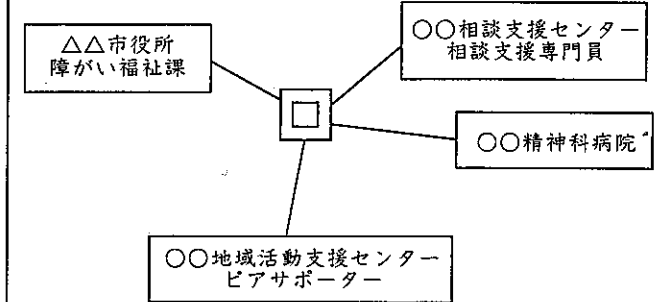 △△市役所
障がい福祉課
○○相談支援センター
相談支援専門員
○○精神科病院
○○地域活動支援センター
ピアサポーター